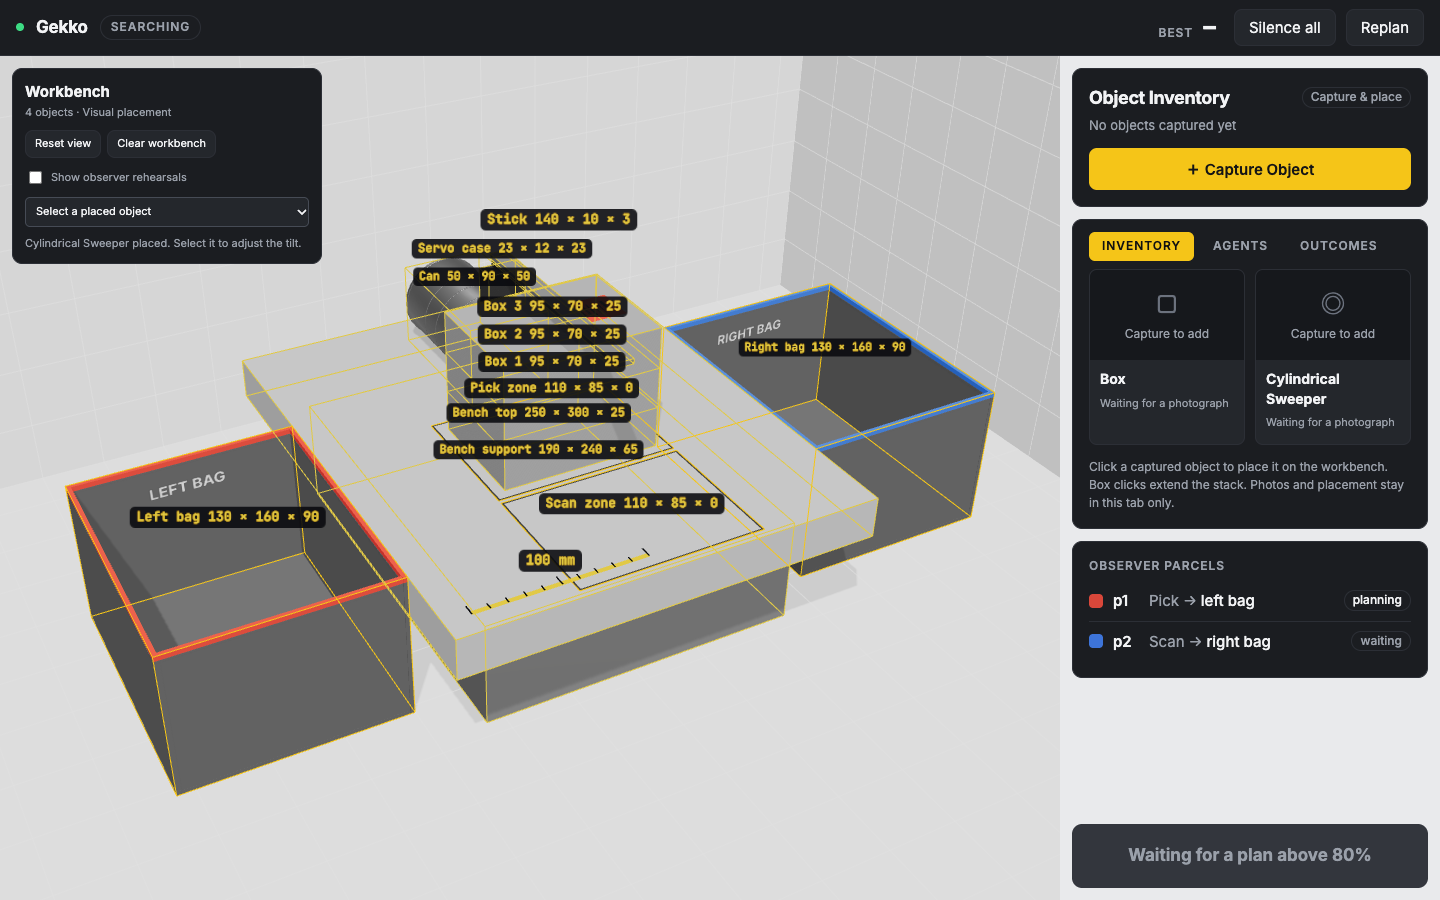 Gekko
SEARCHING
BEST
Silence all
Replan
Workbench
4 objects · Visual placement
Reset view
Clear workbench
Show observer rehearsals
Select a placed object
Cylindrical Sweeper placed. Select it to adjust the tilt.
Stick 140 × 10 × 3
Servo case 23 × 12 × 23
Can 50 × 90 × 50
Box 3 95 × 70 × 25
Box 2 95 × 70 × 25
Box 1 95 × 70 × 25
Pick zone 110 × 85 × 0
Bench top 250 × 300 × 25
Bench support 190 × 240 × 65
RIGHT BAG
Right bag 130 × 160 × 90
LEFT BAG
Left bag 130 × 160 × 90
Scan zone 110 × 85 × 0
100 mm
Object Inventory
Capture & place
No objects captured yet
+ Capture Object
INVENTORY
AGENTS
OUTCOMES
Capture to add
Box
Waiting for a photograph
Capture to add
Cylindrical
Sweeper
Waiting for a photograph
Click a captured object to place it on the workbench.
Box clicks extend the stack. Photos and placement stay
in this tab only.
OBSERVER PARCELS
p1 Pick → left bag planning
p2 Scan → right bag waiting
Waiting for a plan above 80%